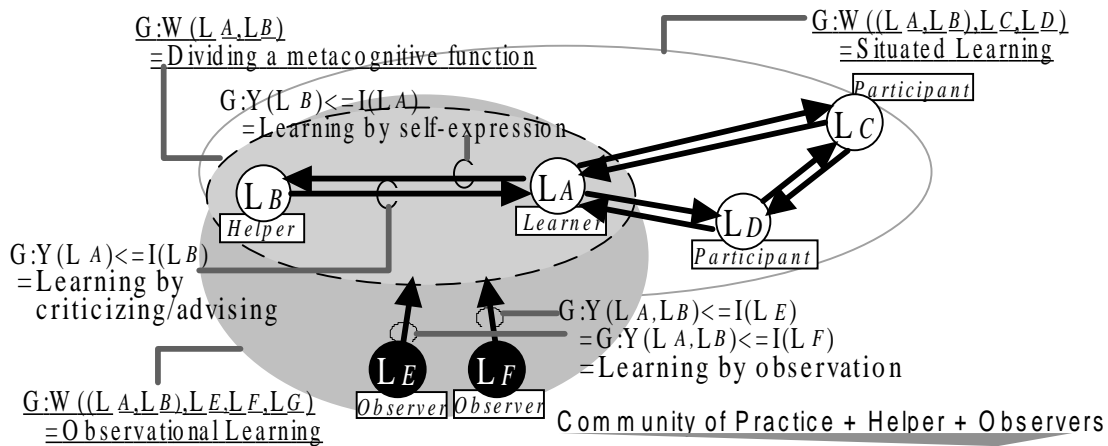 G:W(L A,L B)
=Dividing a metacognitive function
G:W((L A,L B),L C,L D)
=Situated Learning
Participant
L C
G:Y(L B)<=I(L A)
=Learning by self-expression
L B
Helper
L A
Learner
L D
Participant
G:Y(L A)<=I(L B)
=Learning by
criticizing/advising
G:Y(L A,L B)<=I(L E)
=G:Y(L A,L B)<=I(L F)
=Learning by observation
L E
Observer
L F
Observer
G:W((L A,L B),L E,L F,L G)
=Observational Learning
Community of Practice + Helper + Observers